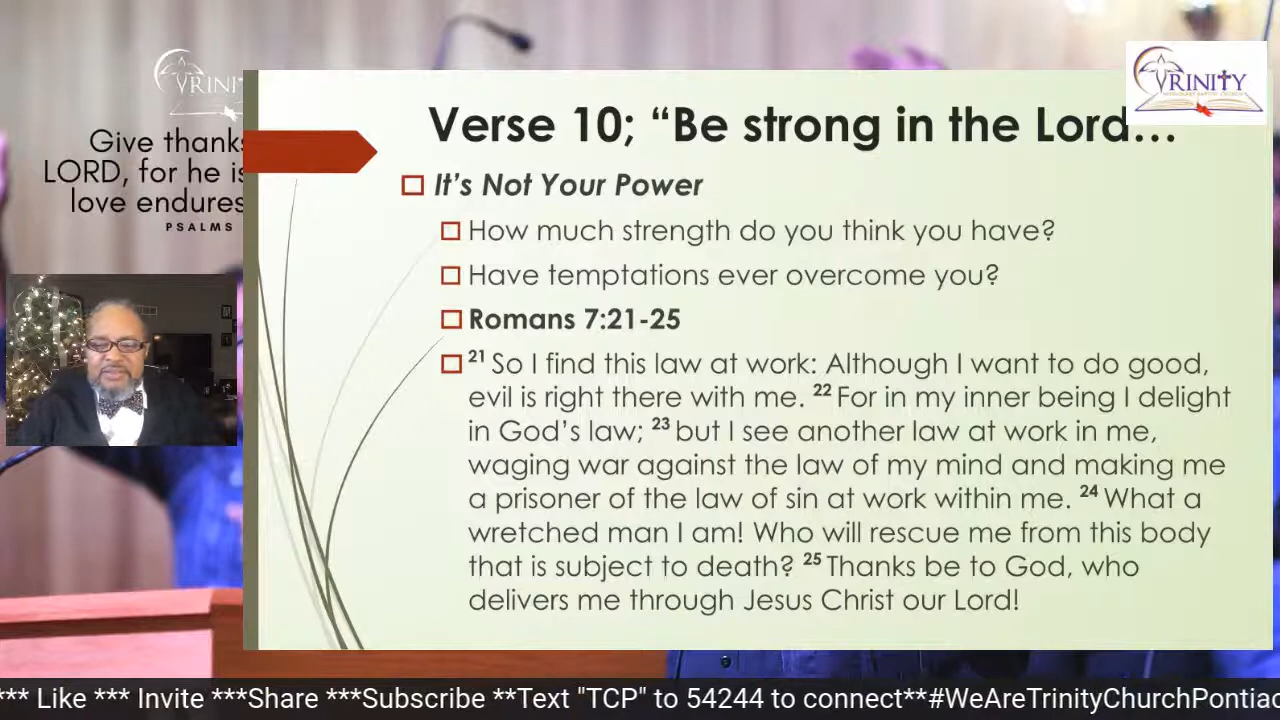 TRINIT
Give thanks
LORD, for he is
love endures
PSALMS
TRINITY
MISSIONARY BAPTIST CHURCH
Verse 10; “Be strong in the Lord…
It’s Not Your Power
How much strength do you think you have?
Have temptations ever overcome you?
Romans 7:21-25
21 So I find this law at work: Although I want to do good,
evil is right there with me. 22 For in my inner being I delight
in God’s law; 23 but I see another law at work in me,
waging war against the law of my mind and making me
a prisoner of the law of sin at work within me. 24 What a
wretched man I am! Who will rescue me from this body
that is subject to death? 25 Thanks be to God, who
delivers me through Jesus Christ our Lord!
*** Like *** Invite ***Share ***Subscribe **Text "TCP" to 54244 to connect**#WeAreTrinityChurchPontiac